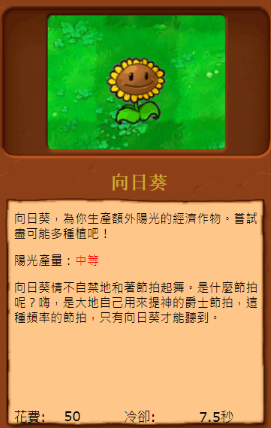 向日葵
向日葵，為你生產額外陽光的經濟作物。嘗試
盡可能多種植吧！
陽光產量：中等
向日葵情不自禁地和著節拍起舞。是什麼節拍
呢？嗨，是大地自己用來提神的爵士節拍，這
種頻率的節拍，只有向日葵才能聽到。
花費: 50 冷卻: 7.5秒